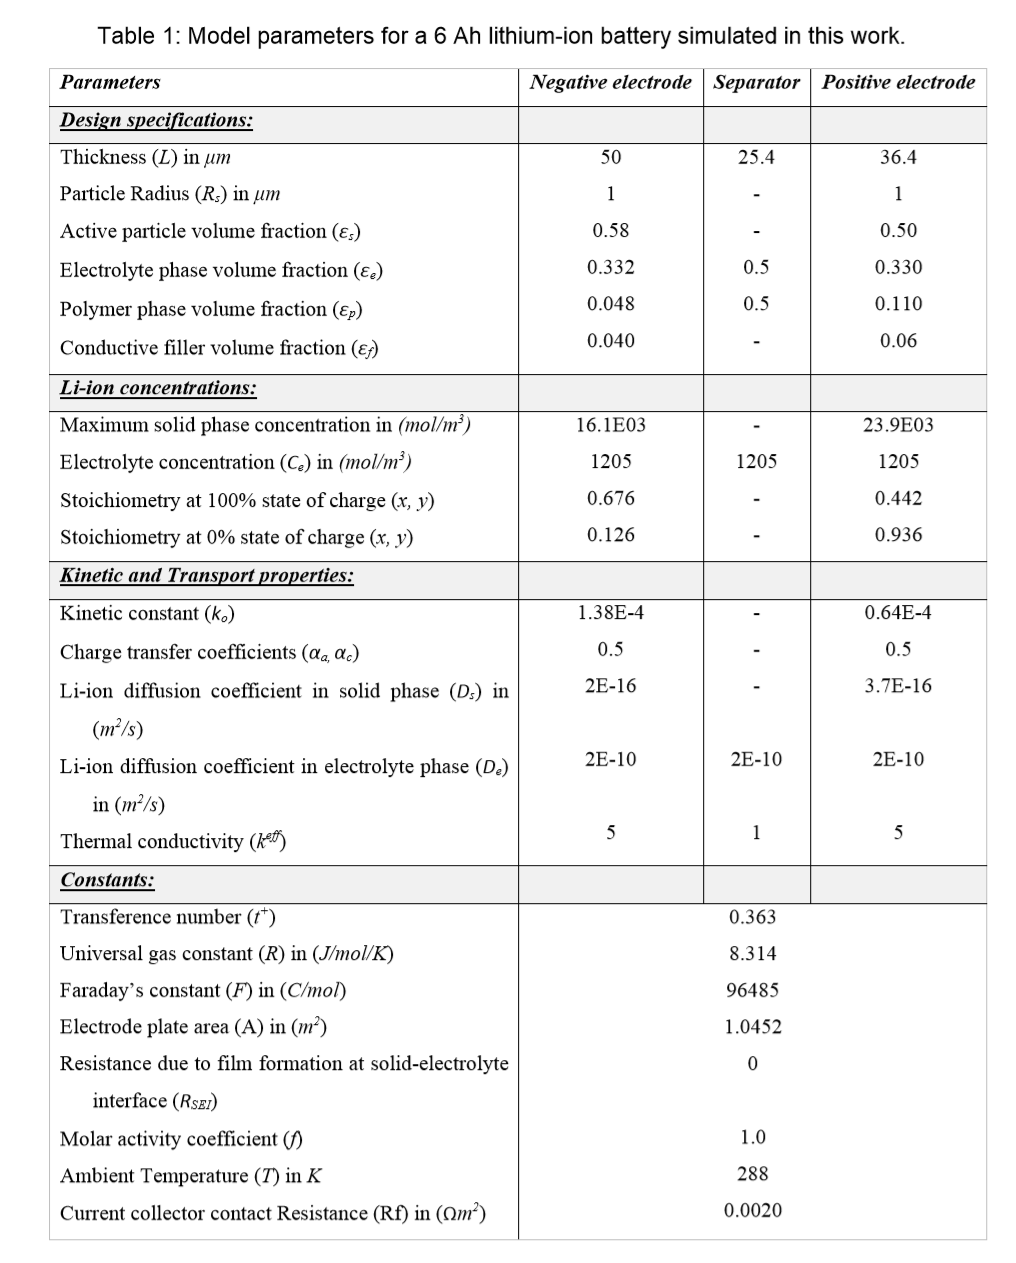 Table 1: Model parameters for a 6 Ah lithium-ion battery simulated in this work.
Parameters Negative electrode Separator Positive electrode
Design specifications:
Thickness (L) in μm 50 25.4 36.4
Particle Radius (Rs) in μm 1 - 1
Active particle volume fraction (εs) 0.58 - 0.50
Electrolyte phase volume fraction (εe) 0.332 0.5 0.330
Polymer phase volume fraction (εp) 0.048 0.5 0.110
Conductive filler volume fraction (εf) 0.040 - 0.06
Li-ion concentrations:
Maximum solid phase concentration in (mol/m³) 16.1E03 - 23.9E03
Electrolyte concentration (Ce) in (mol/m³) 1205 1205 1205
Stoichiometry at 100% state of charge (x, y) 0.676 - 0.442
Stoichiometry at 0% state of charge (x, y) 0.126 - 0.936
Kinetic and Transport properties:
Kinetic constant (ko) 1.38E-4 - 0.64E-4
Charge transfer coefficients (αa, αc) 0.5 - 0.5
Li-ion diffusion coefficient in solid phase (Ds) in 2E-16 - 3.7E-16
(m²/s)
Li-ion diffusion coefficient in electrolyte phase (De) 2E-10 2E-10 2E-10
in (m²/s)
Thermal conductivity (k^eff) 5 1 5
Constants:
Transference number (t⁺) 0.363
Universal gas constant (R) in (J/mol/K) 8.314
Faraday's constant (F) in (C/mol) 96485
Electrode plate area (A) in (m²) 1.0452
Resistance due to film formation at solid-electrolyte 0
interface (RSEI)
Molar activity coefficient (f) 1.0
Ambient Temperature (T) in K 288
Current collector contact Resistance (Rf) in (Ωm²) 0.0020